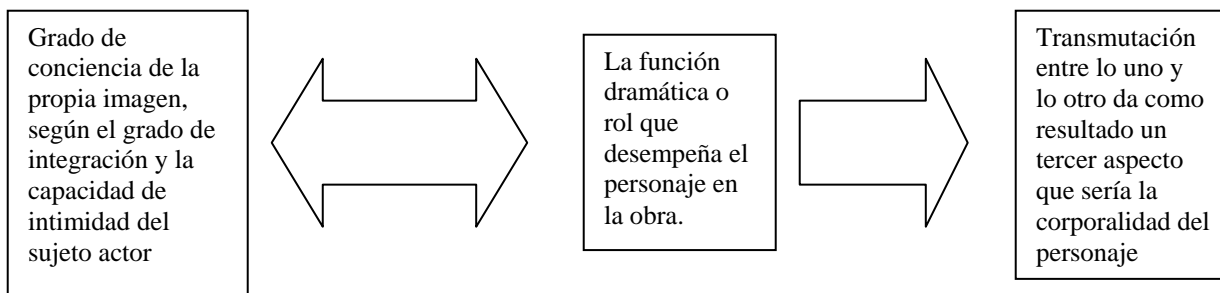 Grado de
conciencia de la
propia imagen,
según el grado de
integración y la
capacidad de
intimidad del
sujeto actor
La función
dramática o
rol que
desempeña el
personaje en
la obra.
Transmutación
entre lo uno y
lo otro da como
resultado un
tercer aspecto
que sería la
corporalidad del
personaje